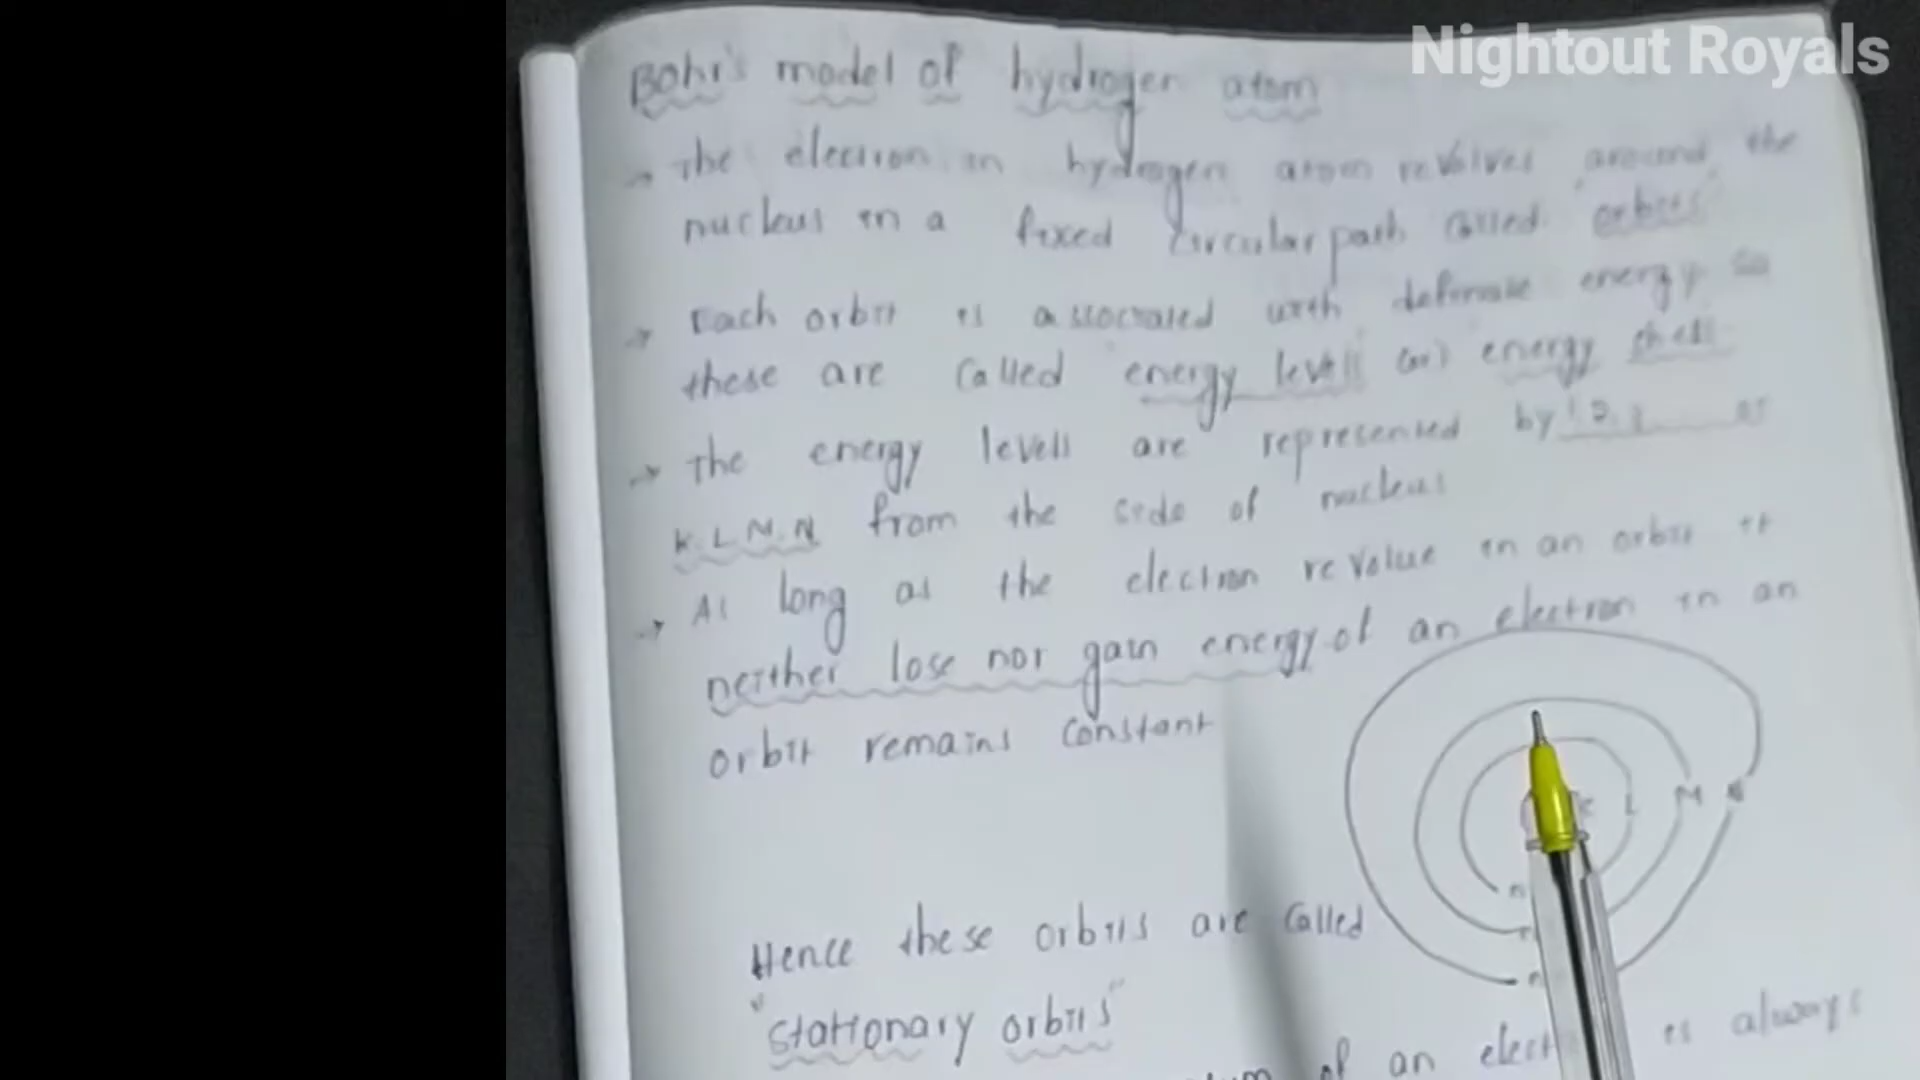 Nightout Royals
Bohr's model of hydrogen atom
→ The electron in hydrogen atom revolves around the
nucleus in a fixed circular path called "orbits"
→ Each orbit is associated with definite energy so
these are called energy levels (or) energy shell
→ The energy levels are represented by 1 2 3 or
K.L.M.N from the side of nucleus
→ As long as the electron revolue in an orbit it
neither lose nor gain energy.of an electron in an
orbit remains constant
K L M N
n
n
n
Hence these orbits are called
"stationary orbits"
of an is always